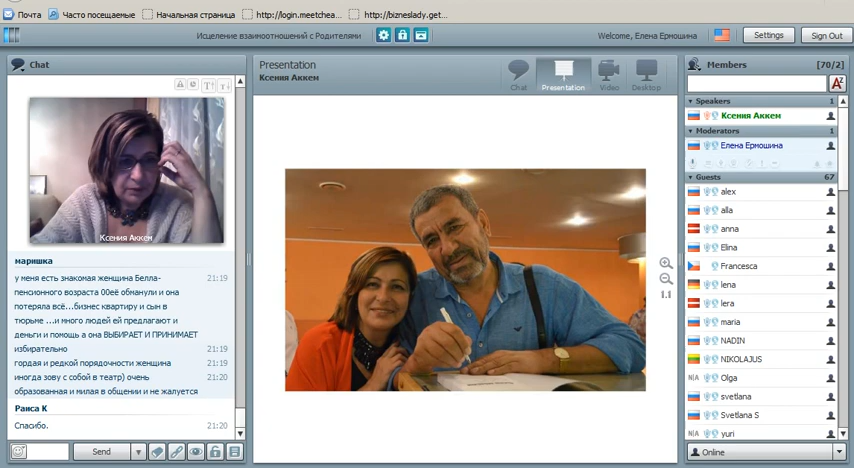 Почта
Часто посещаемые
Начальная страница
http://login.meetchea...
http://bizneslady.get...
Исцеление взаимоотношений с Родителями
Welcome, Елена Ермошина
Settings
Sign Out
Chat
Ксения Аккем
маришка
у меня есть знакомая женщина Белла- 21:19
пенсионного возраста 00её обманули и она
потеряла всё...бизнес квартиру и сын в
тюрьме ...и много людей ей предлагают и
деньги и помощь а она ВЫБИРАЕТ И ПРИНИМАЕТ
избирательно 21:19
гордая и редкой порядочности женщина 21:19
иногда зову с собой в театр) очень 21:20
образованная и милая в общении и не жалуется
Раиса К
Спасибо. 21:20
Send
Presentation
Ксения Аккем
Chat
Presentation
Video
Desktop
1:1
Members [70/2]
Speakers 1
Ксения Аккем
Moderators 1
Елена Ермошина
Guests 67
alex
alla
anna
Elina
Francesca
lena
lera
maria
NADIN
NIKOLAJUS
N/A Olga
svetlana
Svetlana S
N/A yuri
Online